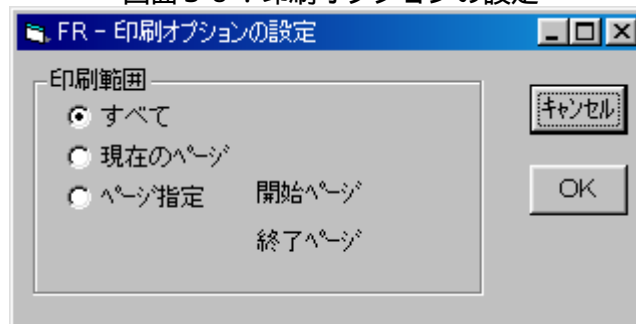 FR - 印刷オプションの設定
印刷範囲
すべて
キャンセル
現在のページ
ページ指定 開始ページ
OK
終了ページ